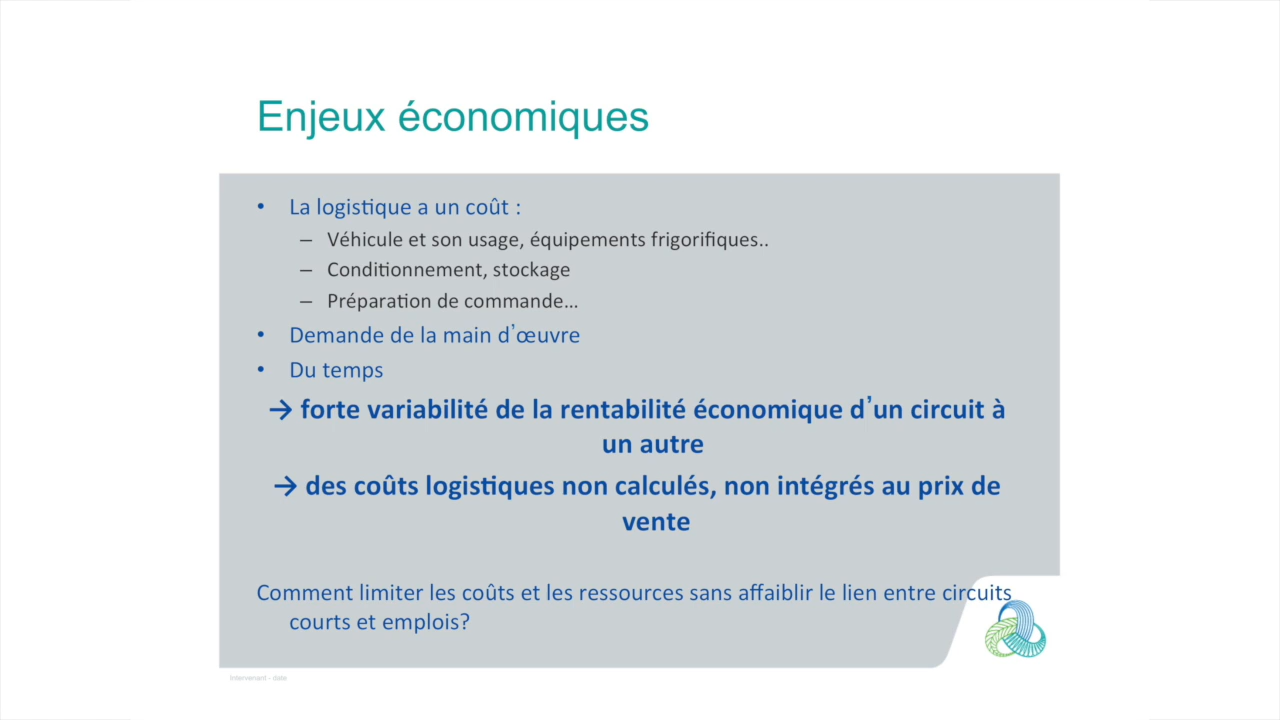 Enjeux économiques
• La logistique a un coût :
– Véhicule et son usage, équipements frigorifiques..
– Conditionnement, stockage
– Préparation de commande…
• Demande de la main d’œuvre
• Du temps
→ forte variabilité de la rentabilité économique d’un circuit à
un autre
→ des coûts logistiques non calculés, non intégrés au prix de
vente
Comment limiter les coûts et les ressources sans affaiblir le lien entre circuits
courts et emplois?
Intervenant - date